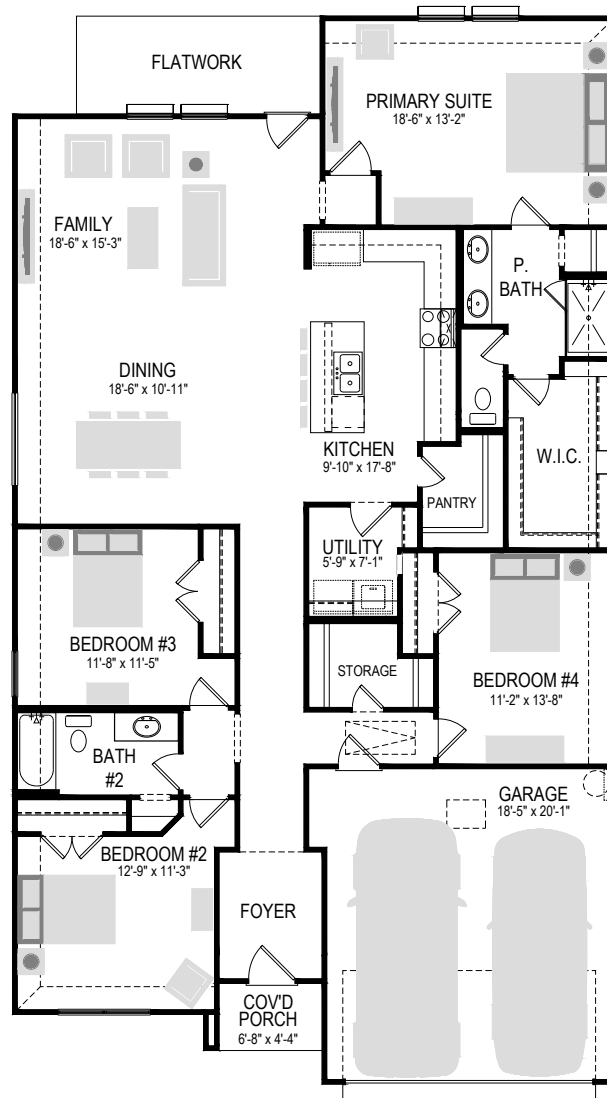 FLATWORK
PRIMARY SUITE
18'-6" x 13'-2"
FAMILY
18'-6" x 15'-3"
P.
BATH
DINING
18'-6" x 10'-11"
KITCHEN
9'-10" x 17'-8"
W.I.C.
PANTRY
UTILITY
5'-9" x 7'-1"
BEDROOM #3
11'-8" x 11'-5"
STORAGE
BEDROOM #4
11'-2" x 13'-8"
BATH
#2
GARAGE
18'-5" x 20'-1"
BEDROOM #2
12'-9" x 11'-3"
FOYER
COV'D
PORCH
6'-8" x 4'-4"